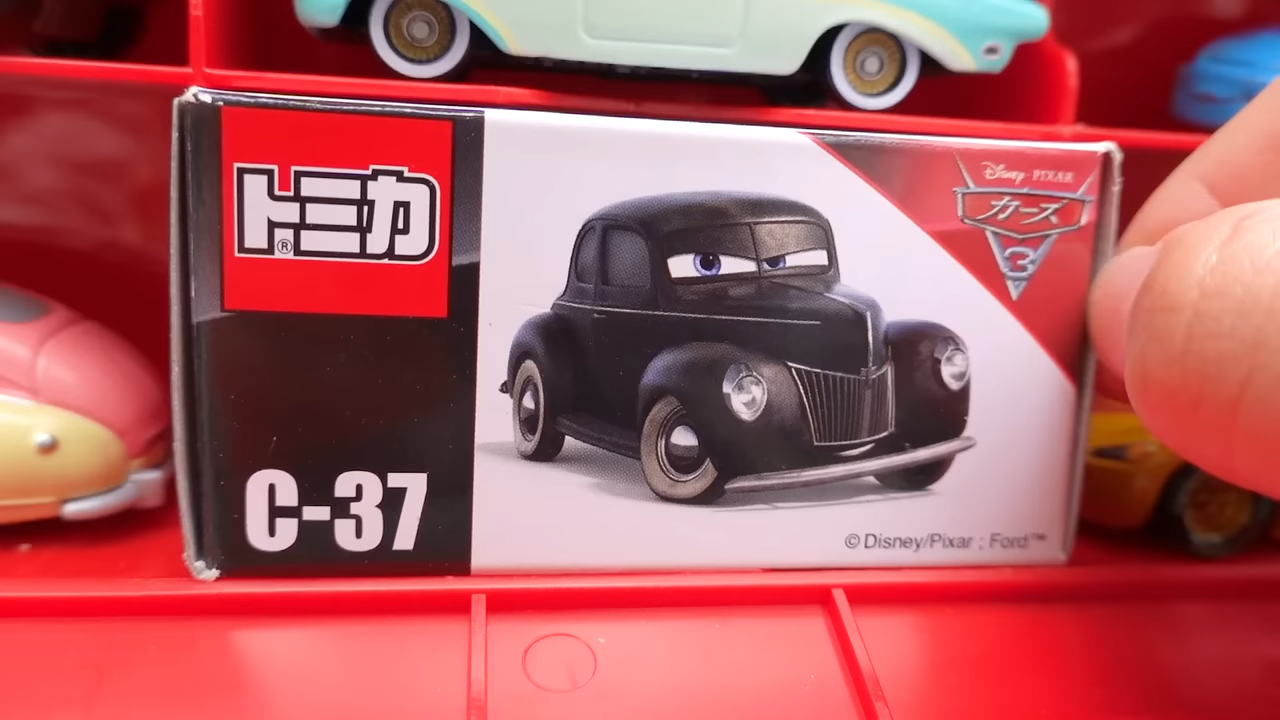 トミカ
®
C-37
Disney·PIXAR
カーズ
3
©Disney/Pixar ; Ford™